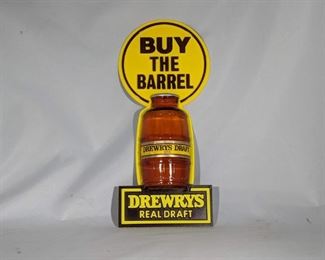 BUY
THE
BARREL
DREWRYS DRAFT
DREWRYS
REAL DRAFT